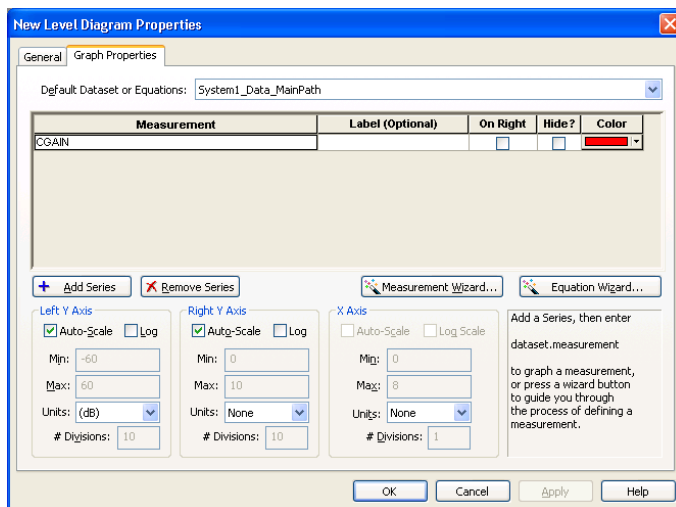 New Level Diagram Properties
General Graph Properties
Default Dataset or Equations: System1_Data_MainPath
Measurement Label (Optional) On Right Hide? Color
CGAIN
Add Series Remove Series Measurement Wizard... Equation Wizard...
Left Y Axis Right Y Axis X Axis
Auto-Scale Log Auto-Scale Log Auto-Scale Log Scale
Min: -60 Min: 0 Min: 0
Max: 60 Max: 10 Max: 8
Units: (dB) Units: None Units: None
# Divisions: 10 # Divisions: 10 # Divisions: 1
Add a Series, then enter
dataset.measurement
to graph a measurement,
or press a wizard button
to guide you through
the process of defining a
measurement.
OK Cancel Apply Help